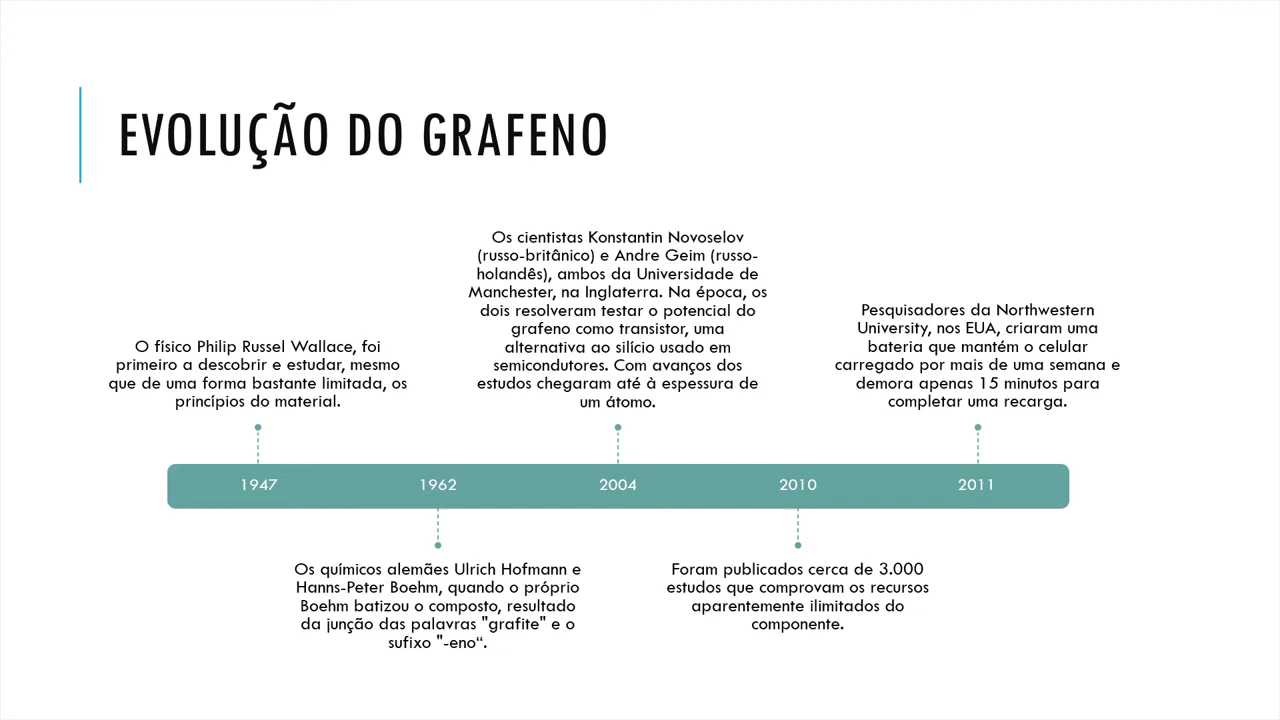 EVOLUÇÃO DO GRAFENO
O físico Philip Russel Wallace, foi
primeiro a descobrir e estudar, mesmo
que de uma forma bastante limitada, os
princípios do material.
Os cientistas Konstantin Novoselov
(russo-britânico) e Andre Geim (russo-
holandês), ambos da Universidade de
Manchester, na Inglaterra. Na época, os
dois resolveram testar o potencial do
grafeno como transistor, uma
alternativa ao silício usado em
semicondutores. Com avanços dos
estudos chegaram até à espessura de
um átomo.
Pesquisadores da Northwestern
University, nos EUA, criaram uma
bateria que mantém o celular
carregado por mais de uma semana e
demora apenas 15 minutos para
completar uma recarga.
1947 1962 2004 2010 2011
Os químicos alemães Ulrich Hofmann e
Hanns-Peter Boehm, quando o próprio
Boehm batizou o composto, resultado
da junção das palavras "grafite" e o
sufixo "-eno“.
Foram publicados cerca de 3.000
estudos que comprovam os recursos
aparentemente ilimitados do
componente.